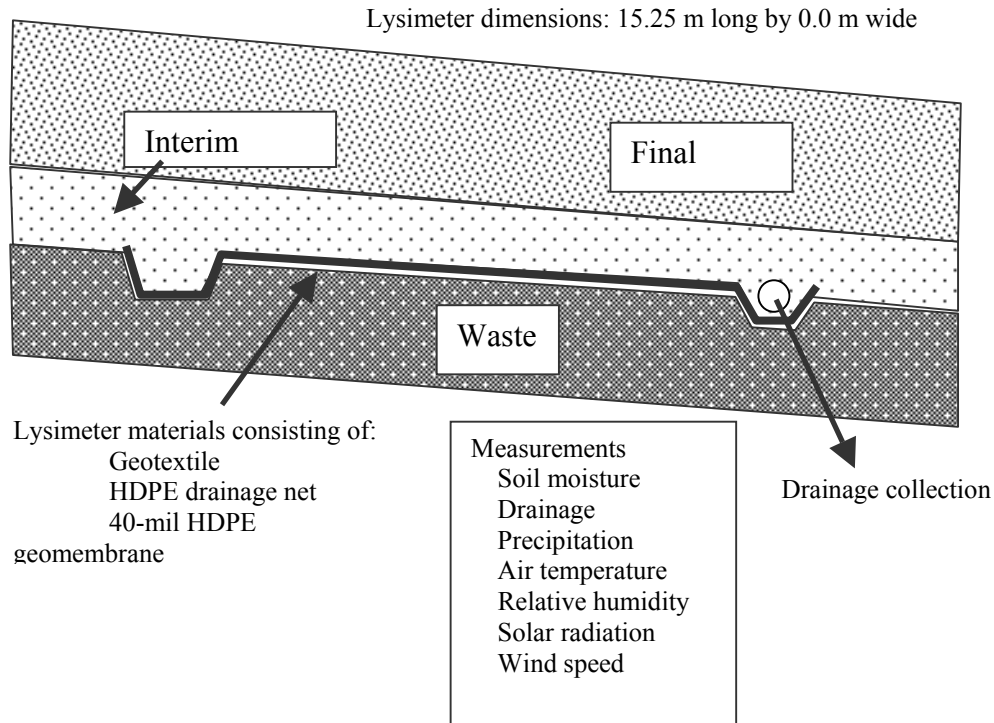 Lysimeter dimensions: 15.25 m long by 0.0 m wide
Interim
Final
Waste
Lysimeter materials consisting of:
Geotextile
HDPE drainage net
40-mil HDPE
geomembrane
Measurements
Soil moisture
Drainage
Precipitation
Air temperature
Relative humidity
Solar radiation
Wind speed
Drainage collection